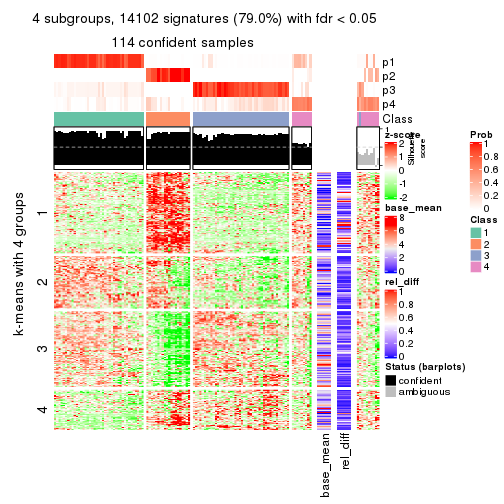 4 subgroups, 14102 signatures (79.0%) with fdr < 0.05
114 confident samples
p1
p2
p3
p4
Class
1
Silhouette
score
k-means with 4 groups
1
2
3
4
base_mean
rel_diff
z-score
2
1
0
-1
-2
base_mean
8
6
4
2
0
rel_diff
1
0.8
0.6
0.4
0.2
0
Status (barplots)
confident
ambiguous
Prob
1
0.8
0.6
0.4
0.2
0
Class
1
2
3
4